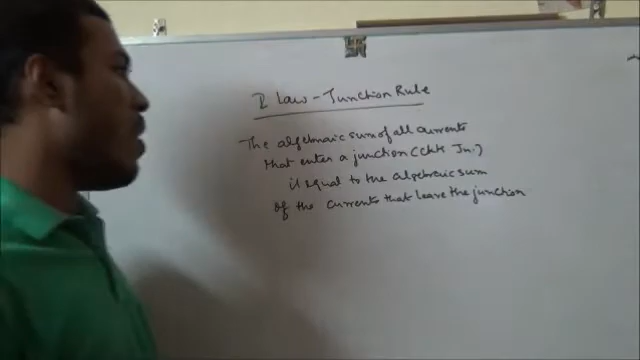 I Law - Junction Rule
The algebraic sum of all currents
that enter a junction (Ckt Jn.)
is equal to the algebraic sum
of the currents that leave the junction